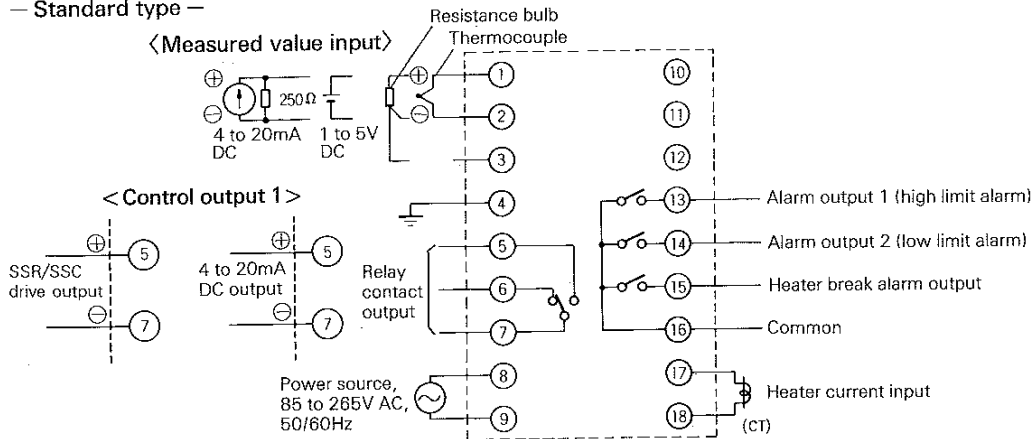 — Standard type —
Resistance bulb
Thermocouple
〈Measured value input〉
⊕
⊖
250Ω
4 to 20mA
DC
1 to 5V
DC
⊕
⊖
1
2
3
4
5
6
7
8
9
10
11
12
13
14
15
16
17
18
<Control output 1>
⊕
5
SSR/SSC
drive output
⊖
7
⊕
5
4 to 20mA
DC output
⊖
7
Relay
contact
output
Power source,
85 to 265V AC,
50/60Hz
Alarm output 1 (high limit alarm)
Alarm output 2 (low limit alarm)
Heater break alarm output
Common
Heater current input
(CT)